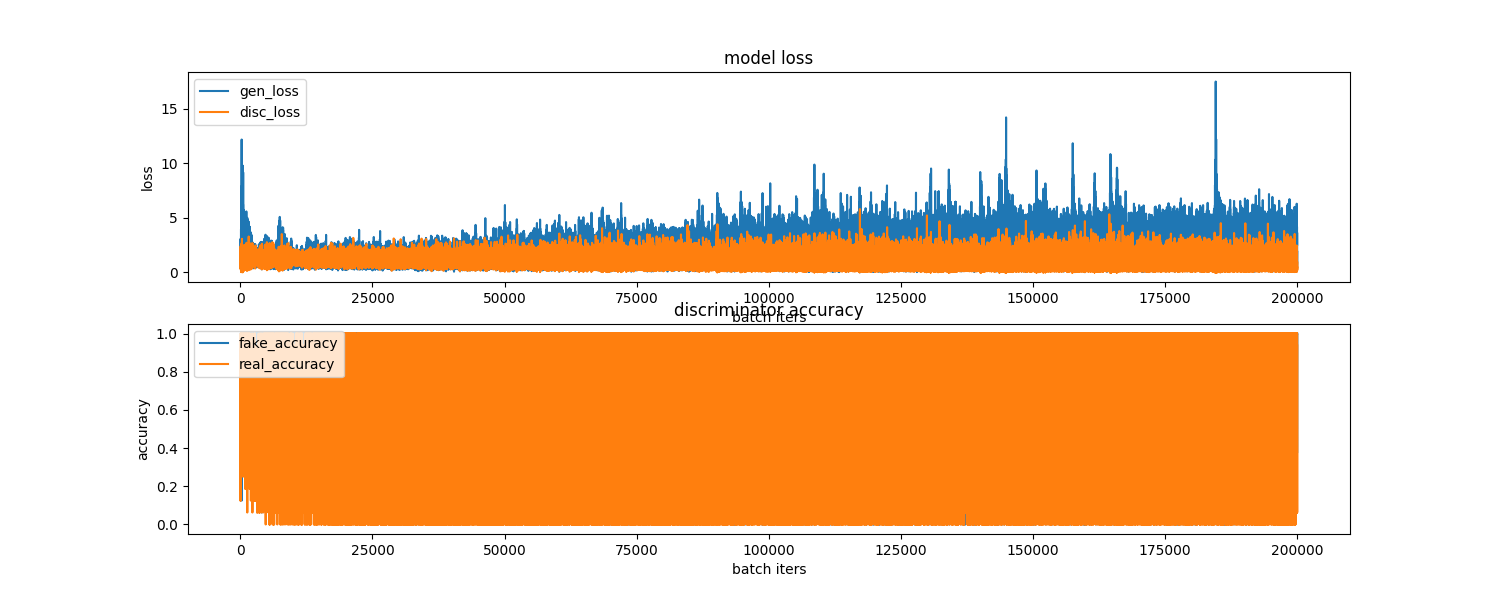 model loss
gen_loss
disc_loss
15
10
5
0
loss
0 25000 50000 75000 100000 125000 150000 175000 200000
batch iters
discriminator accuracy
fake_accuracy
real_accuracy
1.0
0.8
0.6
0.4
0.2
0.0
accuracy
0 25000 50000 75000 100000 125000 150000 175000 200000
batch iters